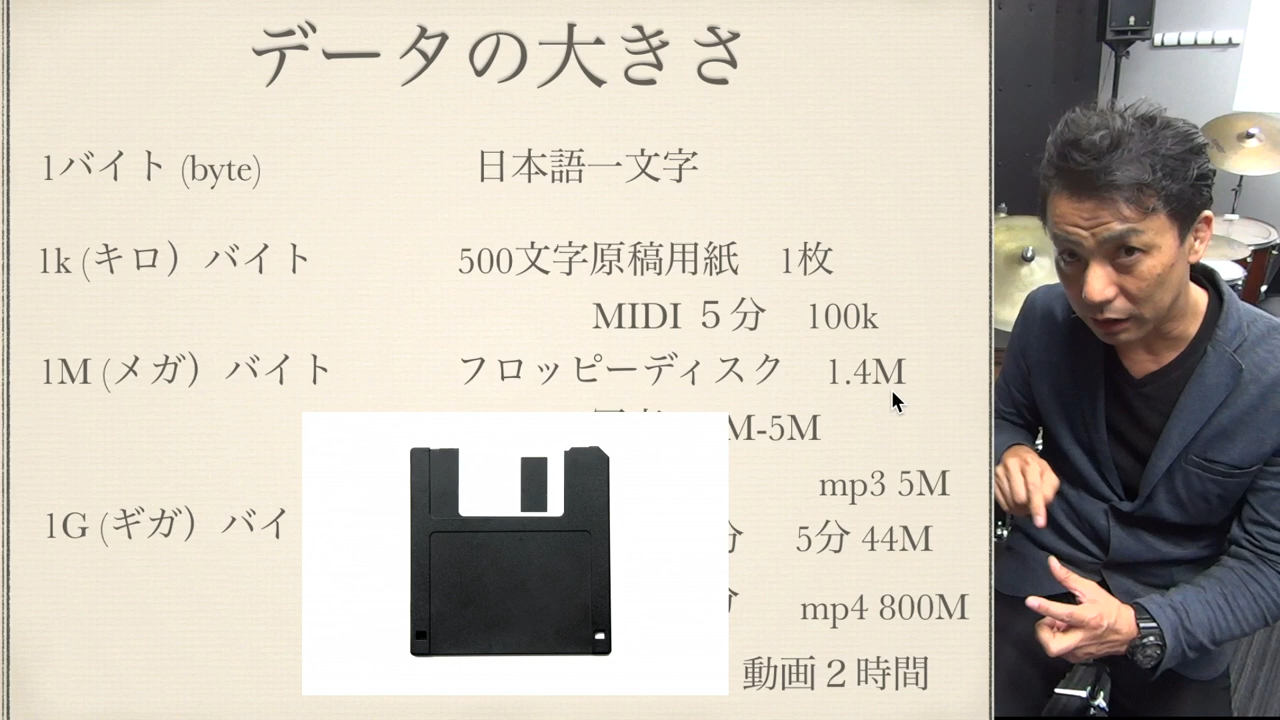 データの大きさ
1バイト (byte) 日本語一文字
1k (キロ）バイト 500文字原稿用紙 1枚
MIDI ５分 100k
1M (メガ）バイト フロッピーディスク 1.4M
M-5M
mp3 5M
1G (ギガ）バイ 分 5分 44M
mp4 800M
動画２時間